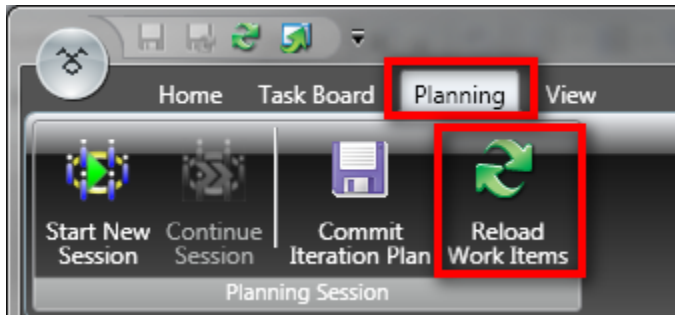 Home Task Board Planning View
Start New Session
Continue Session
Commit Iteration Plan
Reload Work Items
Planning Session